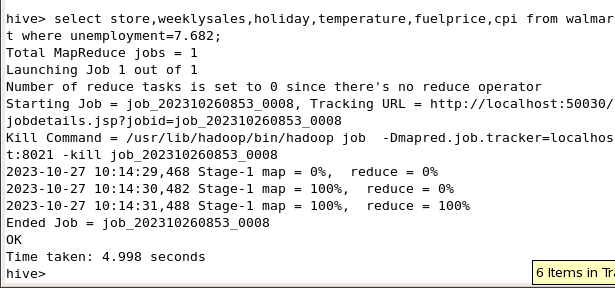 hive> select store,weeklysales,holiday,temperature,fuelprice,cpi from walmar
t where unemployment=7.682;
Total MapReduce jobs = 1
Launching Job 1 out of 1
Number of reduce tasks is set to 0 since there's no reduce operator
Starting Job = job_202310260853_0008, Tracking URL = http://localhost:50030/
jobdetails.jsp?jobid=job_202310260853_0008
Kill Command = /usr/lib/hadoop/bin/hadoop job  -Dmapred.job.tracker=localhos
t:8021 -kill job_202310260853_0008
2023-10-27 10:14:29,468 Stage-1 map = 0%,  reduce = 0%
2023-10-27 10:14:30,482 Stage-1 map = 100%,  reduce = 0%
2023-10-27 10:14:31,488 Stage-1 map = 100%,  reduce = 100%
Ended Job = job_202310260853_0008
OK
Time taken: 4.998 seconds
hive>
6 Items in Tra